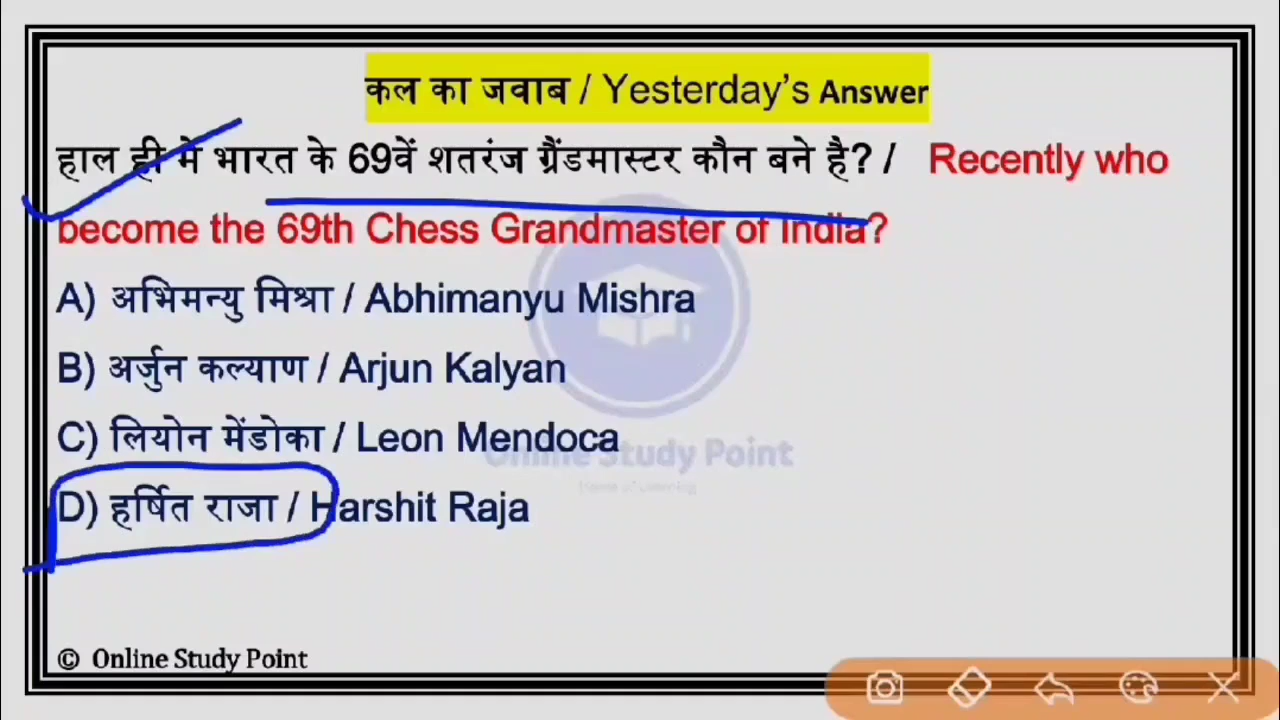 कल का जवाब / Yesterday's Answer
हाल ही मे भारत के 69वें शतरंज ग्रैंडमास्टर कौन बने है? / Recently who
become the 69th Chess Grandmaster of India?
A) अभिमन्यु मिश्रा / Abhimanyu Mishra
B) अर्जुन कल्याण / Arjun Kalyan
C) लियोन मेंडोका / Leon Mendoca
Online Study Point
D) हर्षित राजा / Harshit Raja
© Online Study Point